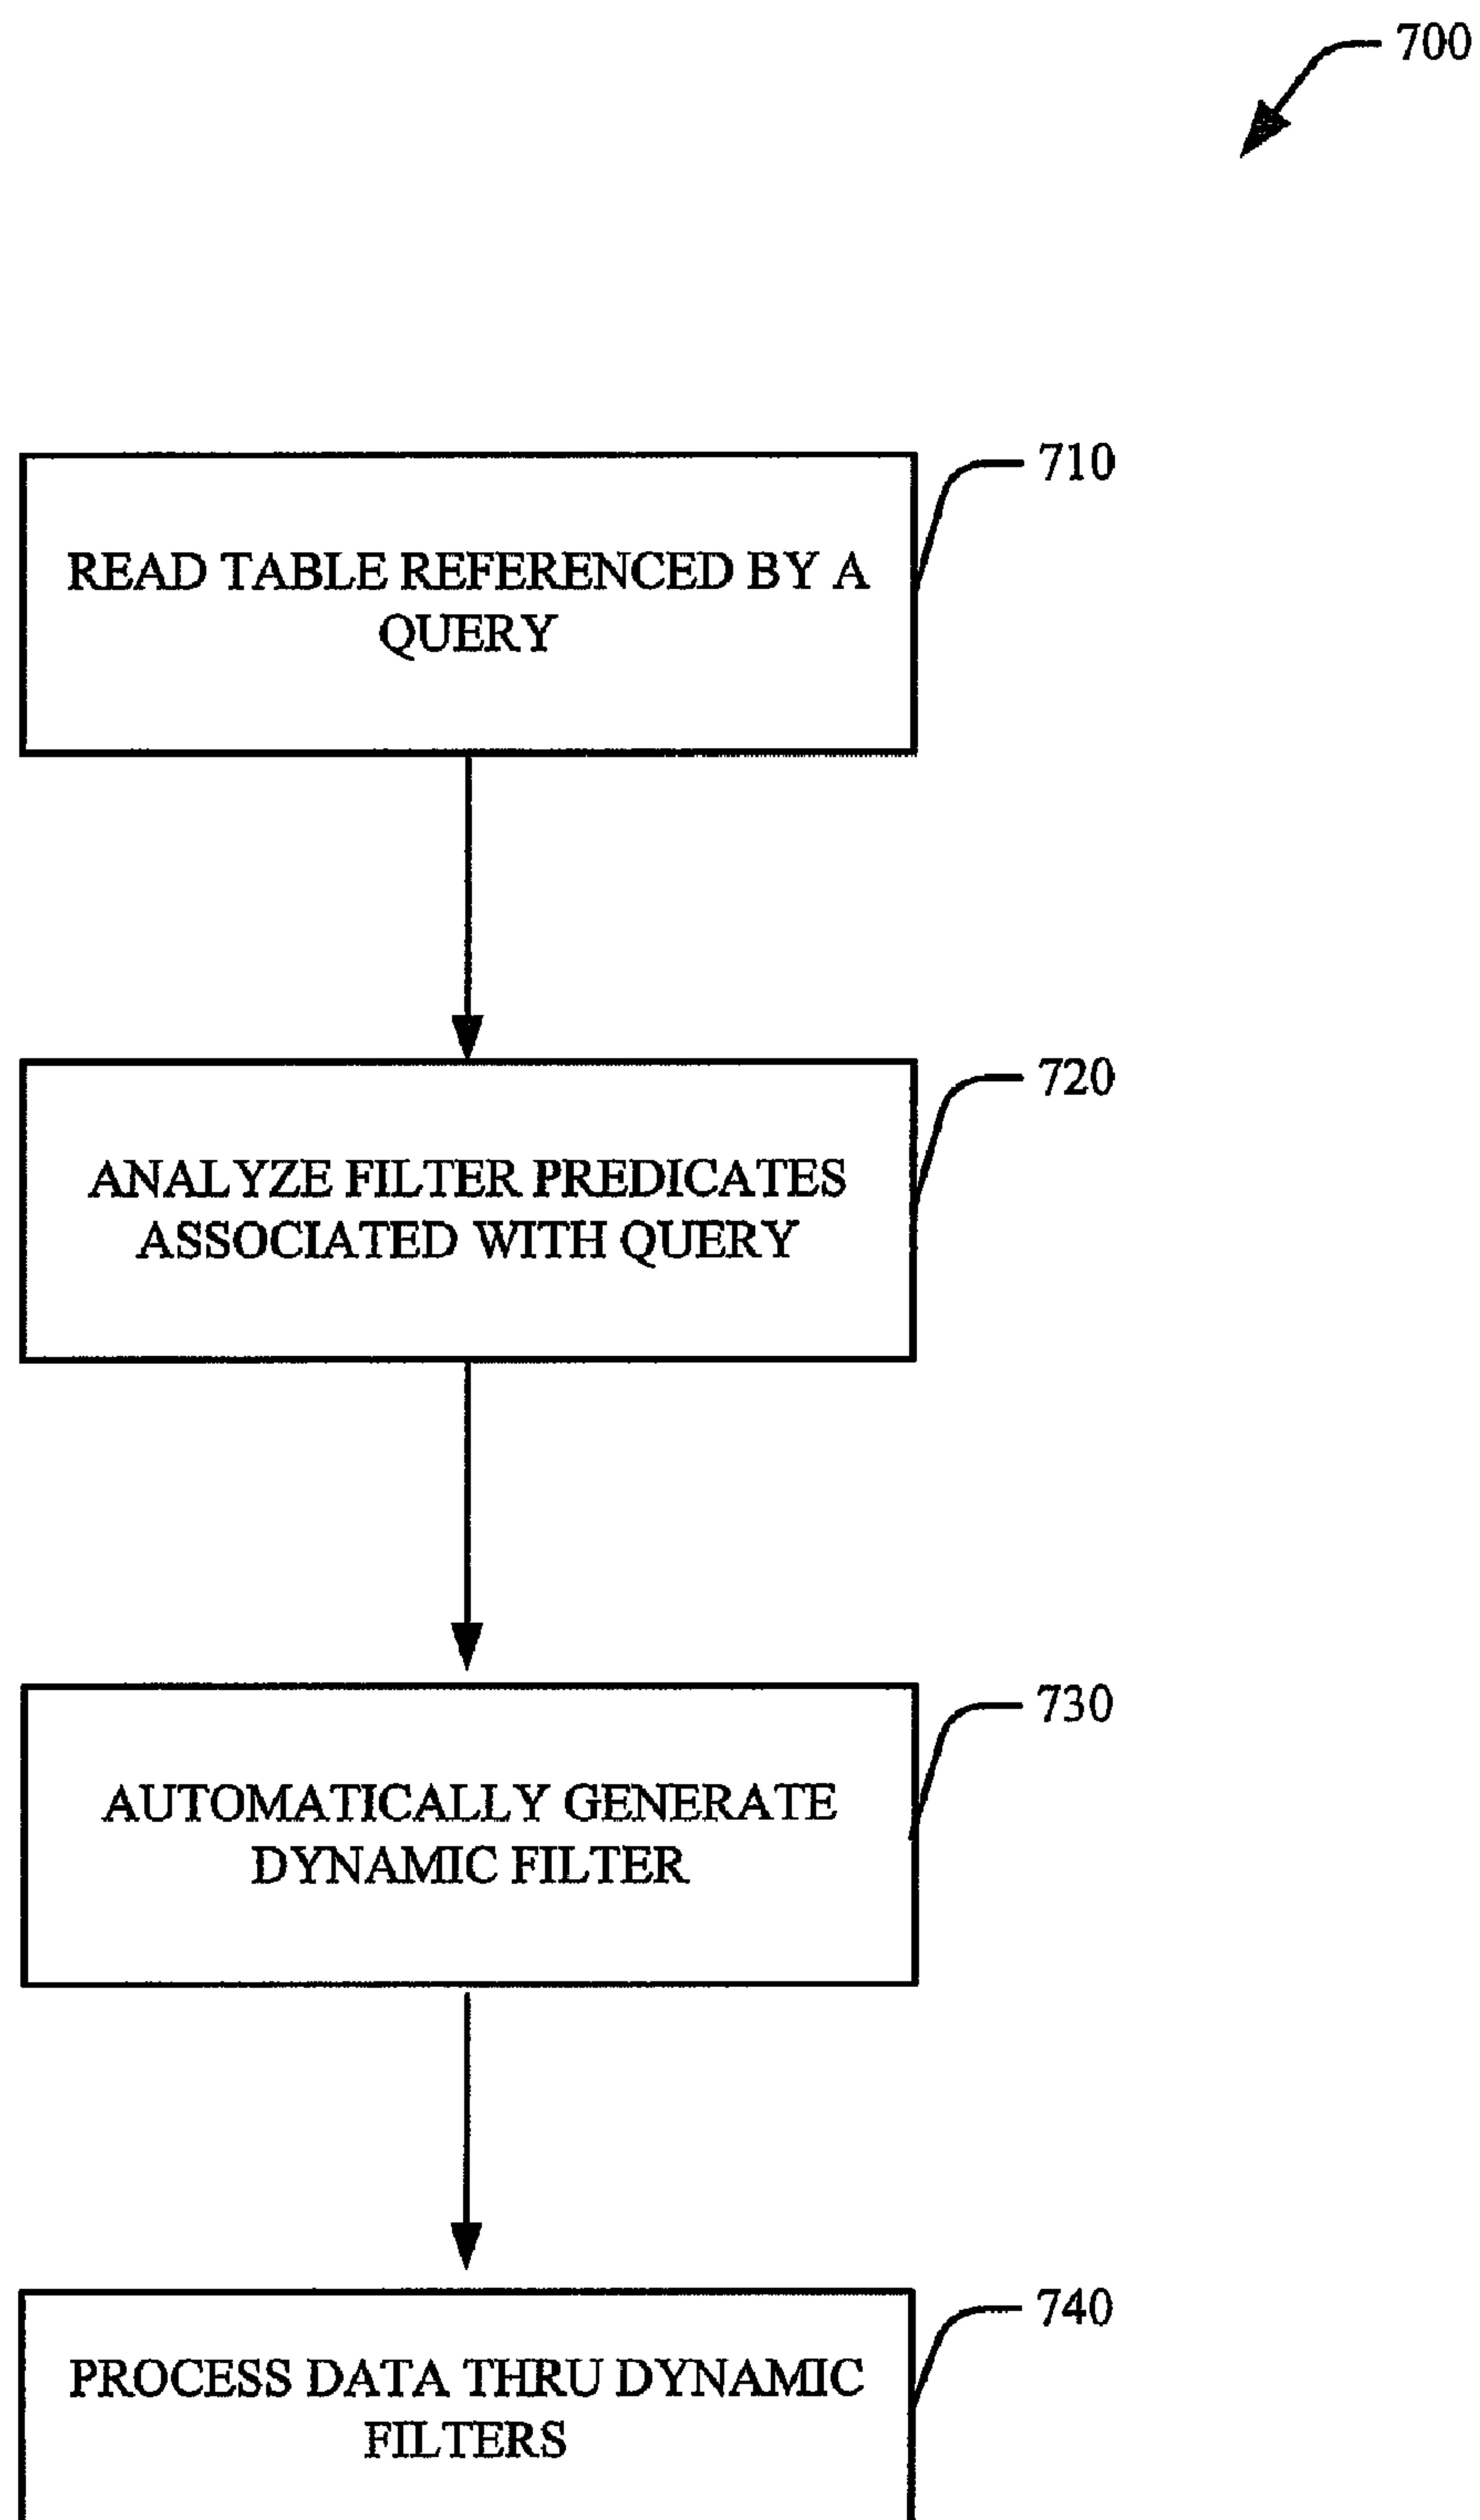 700
710
READ TABLE REFERENCED BY A
QUERY
720
ANALYZE FILTER PREDICATES
ASSOCIATED WITH QUERY
730
AUTOMATICALLY GENERATE
DYNAMIC FILTER
740
PROCESS DATA THRU DYNAMIC
FILTERS